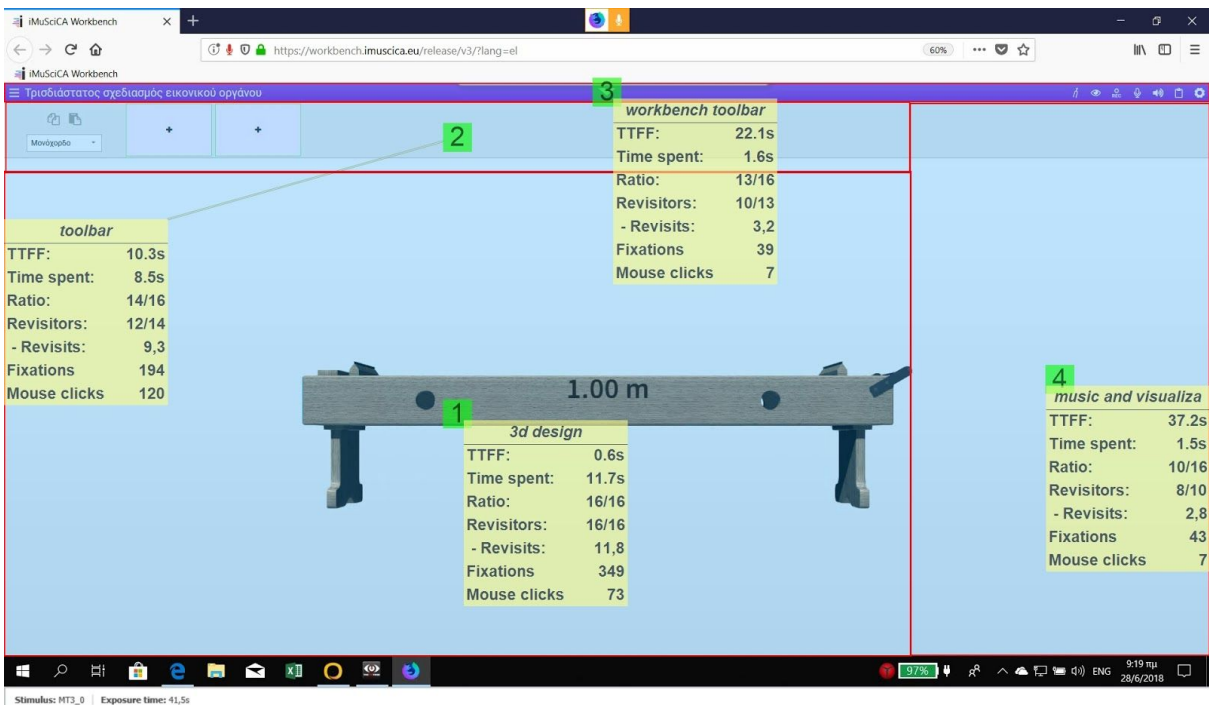 iMuSciCA Workbench
https://workbench.imuscica.eu/release/v3/?lang=el
60%
iMuSciCA Workbench
Τρισδιάστατος σχεδιασμός εικονικού οργάνου
Μονόχορδο
2
3
workbench toolbar
TTFF: 22.1s
Time spent: 1.6s
Ratio: 13/16
Revisitors: 10/13
- Revisits: 3,2
Fixations 39
Mouse clicks 7
toolbar
TTFF: 10.3s
Time spent: 8.5s
Ratio: 14/16
Revisitors: 12/14
- Revisits: 9,3
Fixations 194
Mouse clicks 120
1.00 m
1
3d design
TTFF: 0.6s
Time spent: 11.7s
Ratio: 16/16
Revisitors: 16/16
- Revisits: 11,8
Fixations 349
Mouse clicks 73
4
music and visualiza
TTFF: 37.2s
Time spent: 1.5s
Ratio: 10/16
Revisitors: 8/10
- Revisits: 2,8
Fixations 43
Mouse clicks 7
97%
ENG
9:19 πμ
28/6/2018
Stimulus: MT3_0 Exposure time: 41,5s